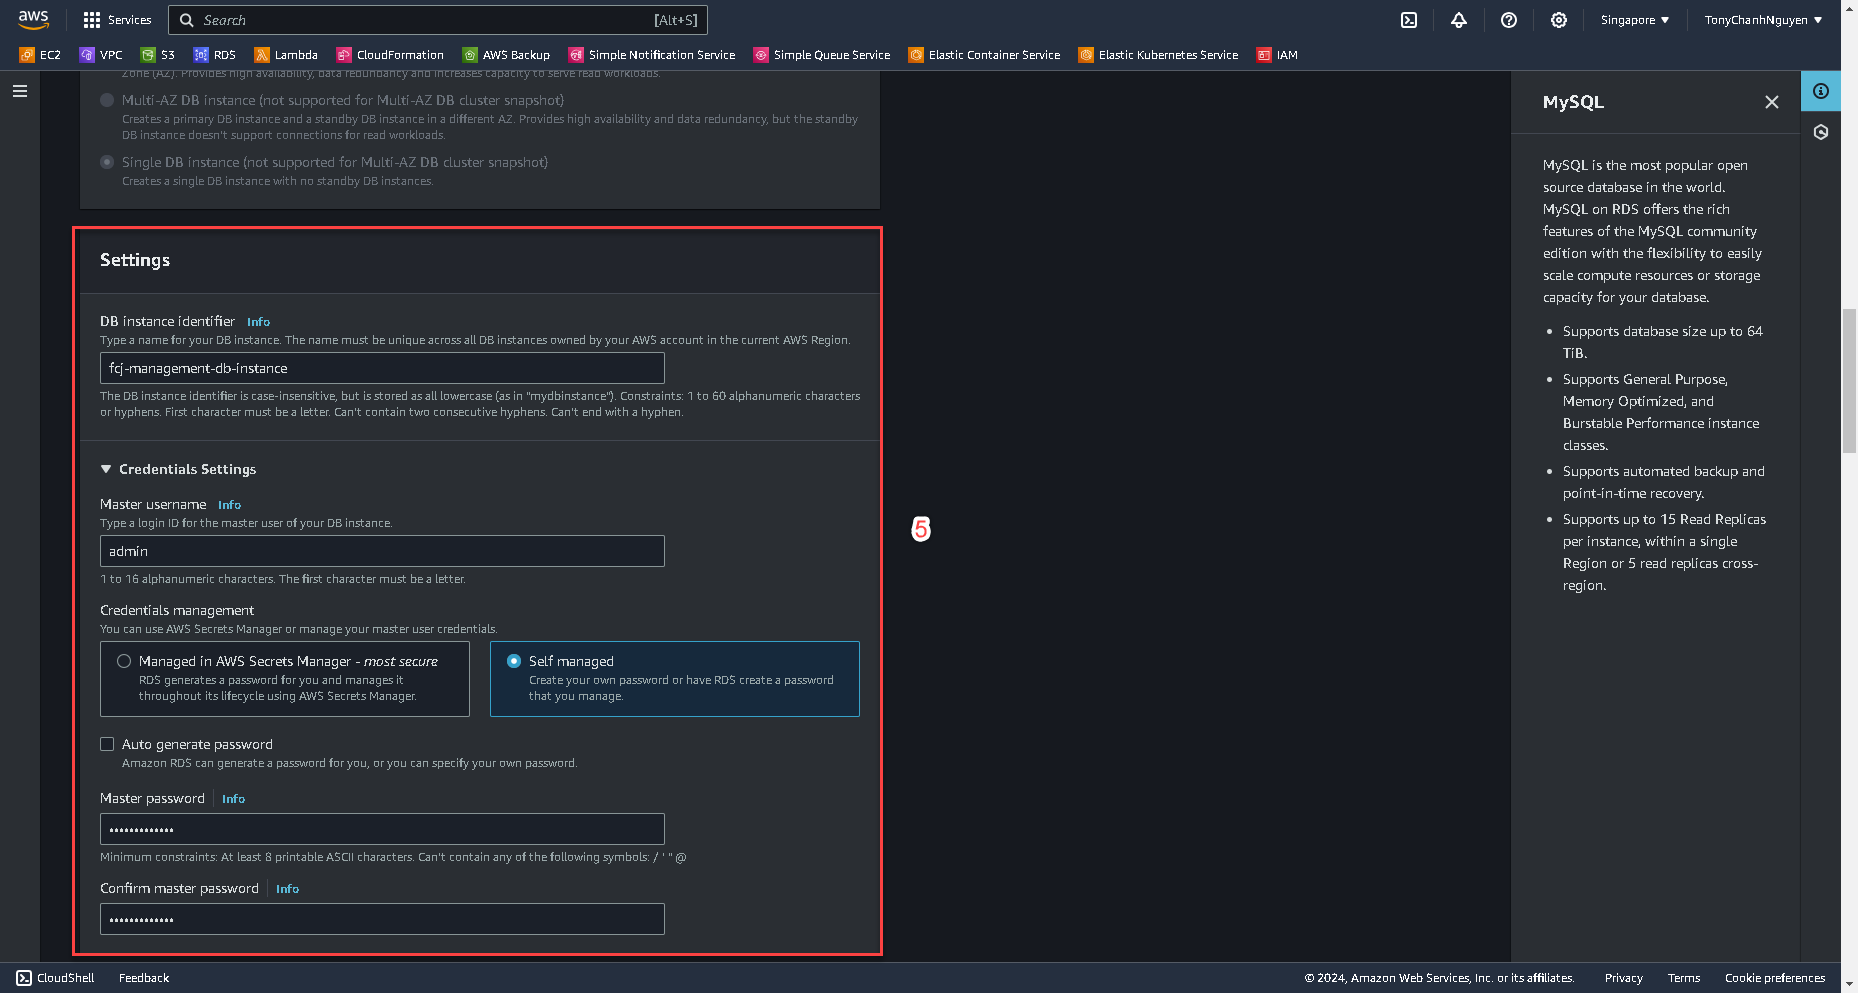 aws
Services
Search
[Alt+S]
Singapore ▼
TonyChanhNguyen ▼
EC2
VPC
S3
RDS
Lambda
CloudFormation
AWS Backup
Simple Notification Service
Simple Queue Service
Elastic Container Service
Elastic Kubernetes Service
IAM
Zone (AZ). Provides high availability, data redundancy and increases capacity to serve read workloads.
Multi-AZ DB instance (not supported for Multi-AZ DB cluster snapshot)
Creates a primary DB instance and a standby DB instance in a different AZ. Provides high availability and data redundancy, but the standby
DB instance doesn't support connections for read workloads.
Single DB instance (not supported for Multi-AZ DB cluster snapshot)
Creates a single DB instance with no standby DB instances.
Settings
DB instance identifier Info
Type a name for your DB instance. The name must be unique across all DB instances owned by your AWS account in the current AWS Region.
fcj-management-db-instance
The DB instance identifier is case-insensitive, but is stored as all lowercase (as in "mydbinstance"). Constraints: 1 to 60 alphanumeric characters
or hyphens. First character must be a letter. Can't contain two consecutive hyphens. Can't end with a hyphen.
▼ Credentials Settings
Master username Info
Type a login ID for the master user of your DB instance.
admin
1 to 16 alphanumeric characters. The first character must be a letter.
Credentials management
You can use AWS Secrets Manager or manage your master user credentials.
Managed in AWS Secrets Manager - most secure
RDS generates a password for you and manages it
throughout its lifecycle using AWS Secrets Manager.
Self managed
Create your own password or have RDS create a password
that you manage.
Auto generate password
Amazon RDS can generate a password for you, or you can specify your own password.
Master password Info
•••••••••••••
Minimum constraints: At least 8 printable ASCII characters. Can't contain any of the following symbols: / ' " @
Confirm master password Info
•••••••••••••
5
MySQL
MySQL is the most popular open
source database in the world.
MySQL on RDS offers the rich
features of the MySQL community
edition with the flexibility to easily
scale compute resources or storage
capacity for your database.
• Supports database size up to 64
TiB.
• Supports General Purpose,
Memory Optimized, and
Burstable Performance instance
classes.
• Supports automated backup and
point-in-time recovery.
• Supports up to 15 Read Replicas
per instance, within a single
Region or 5 read replicas cross-
region.
CloudShell
Feedback
© 2024, Amazon Web Services, Inc. or its affiliates.
Privacy
Terms
Cookie preferences